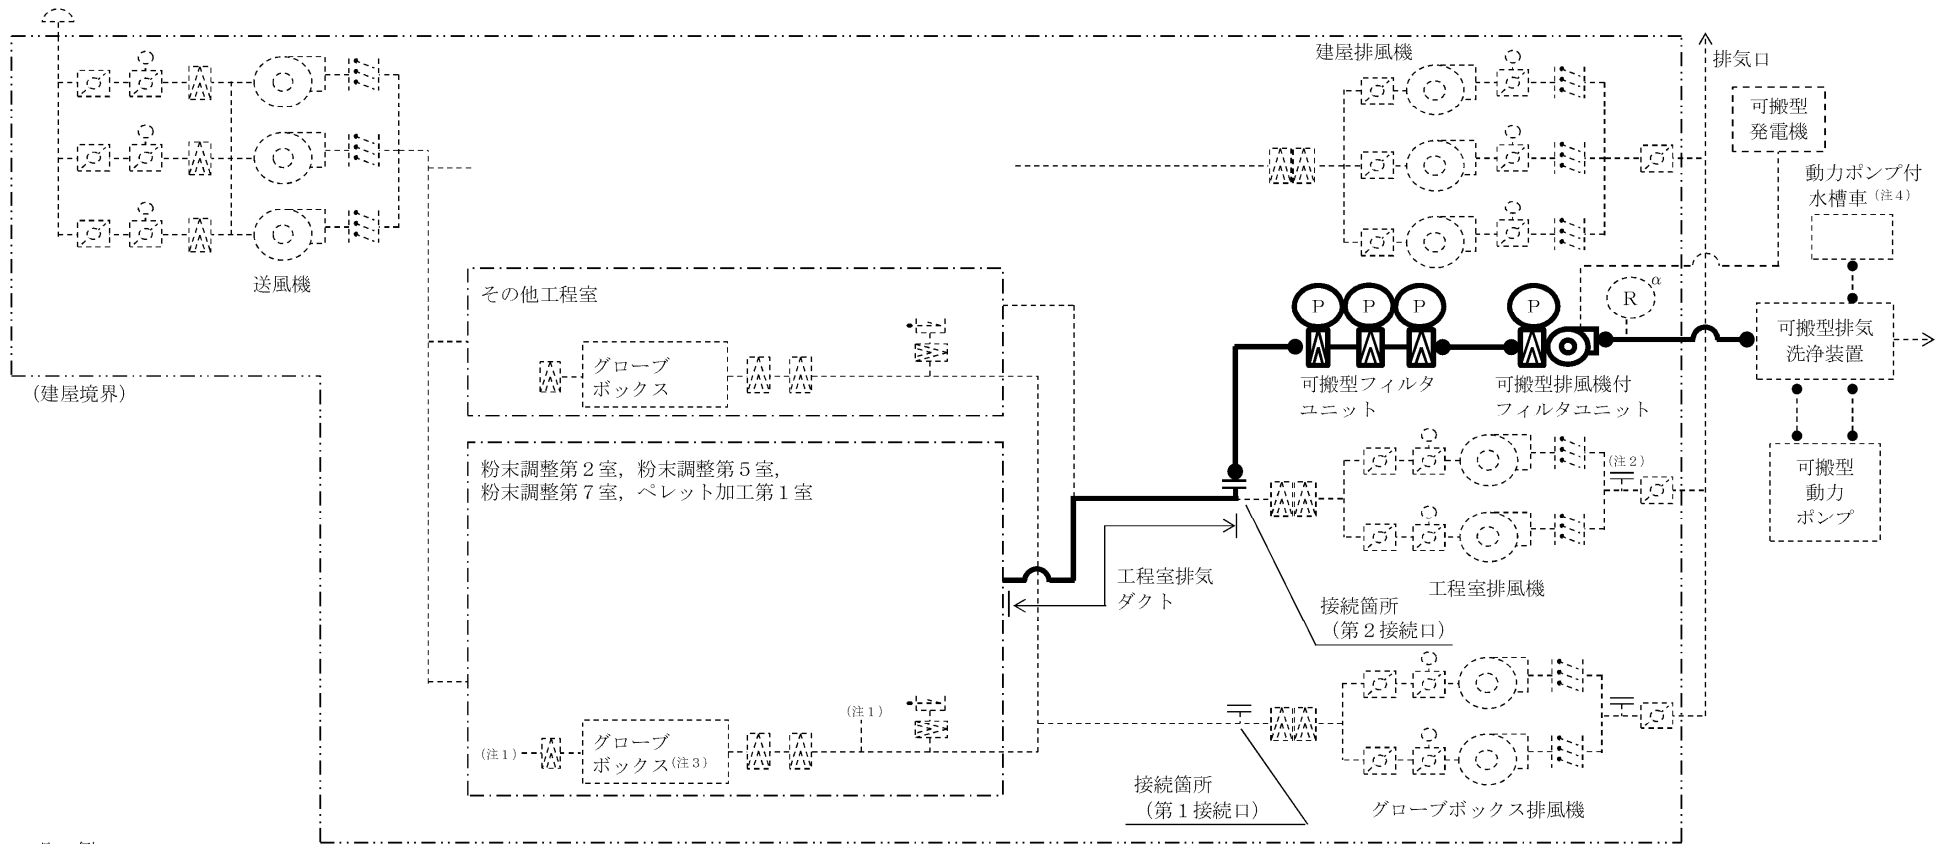 建屋排風機
排気口
可搬型
発電機
動力ポンプ付
水槽車(注4)
送風機
その他工程室
P
P
P
P
R
α
可搬型排気
洗浄装置
グローブ
ボックス
(建屋境界)
可搬型フィルタ
ユニット
可搬型排風機付
フィルタユニット
粉末調整第2室，粉末調整第5室，
粉末調整第7室，ペレット加工第1室
(注2)
可搬型
動力
ポンプ
工程室排気
ダクト
工程室排風機
接続箇所
(第2接続口)
(注1)
(注1)
グローブ
ボックス(注3)
接続箇所
(第1接続口)
グローブボックス排風機